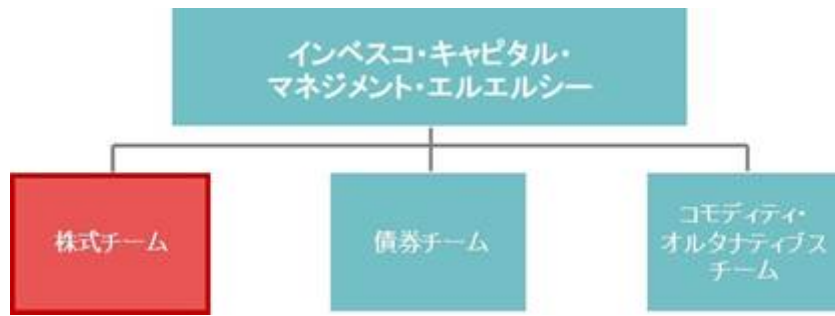 インベスコ・キャピタル・
マネジメント・エルエルシー
株式チーム
債券チーム
コモディティ・
オルタナティブス
チーム